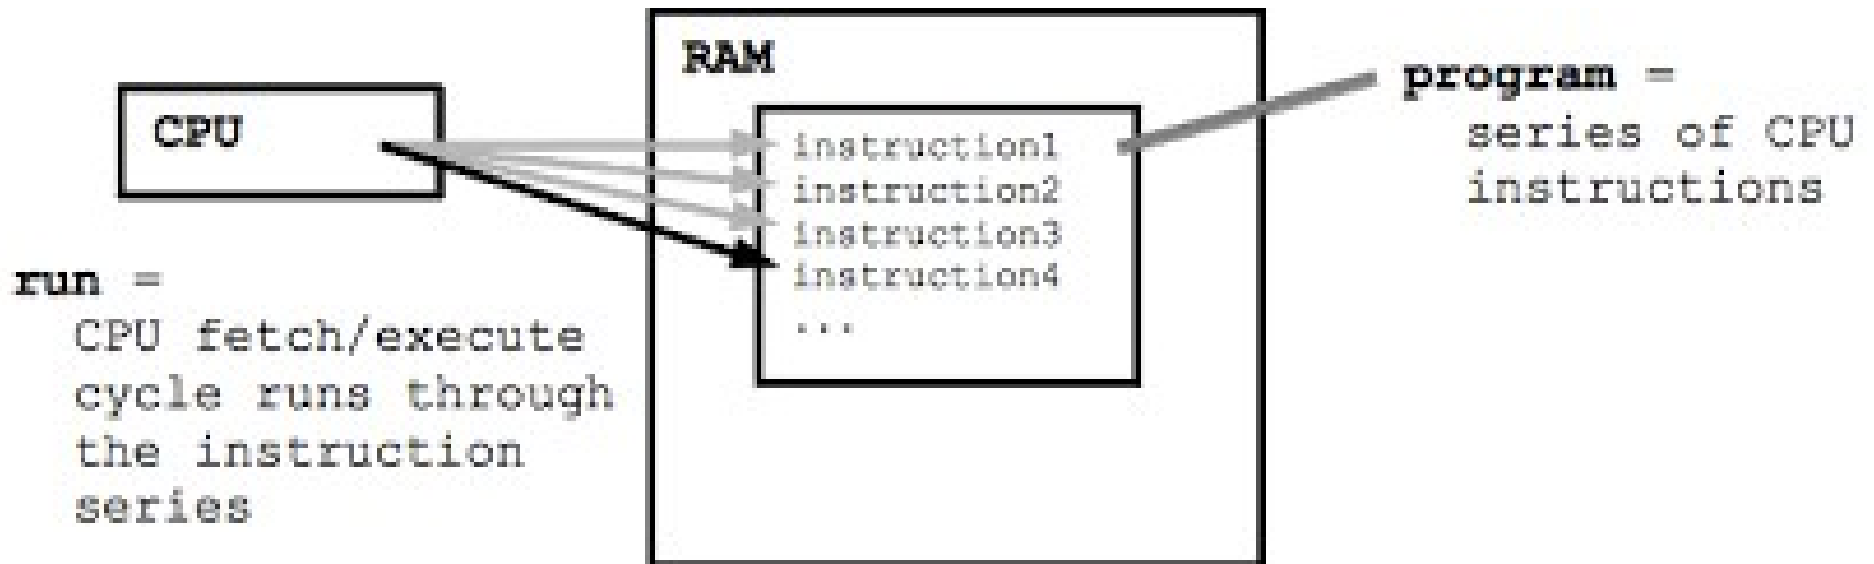 RAM
CPU
instruction1
instruction2
instruction3
instruction4
...
program =
series of CPU
instructions
run =
CPU fetch/execute
cycle runs through
the instruction
series